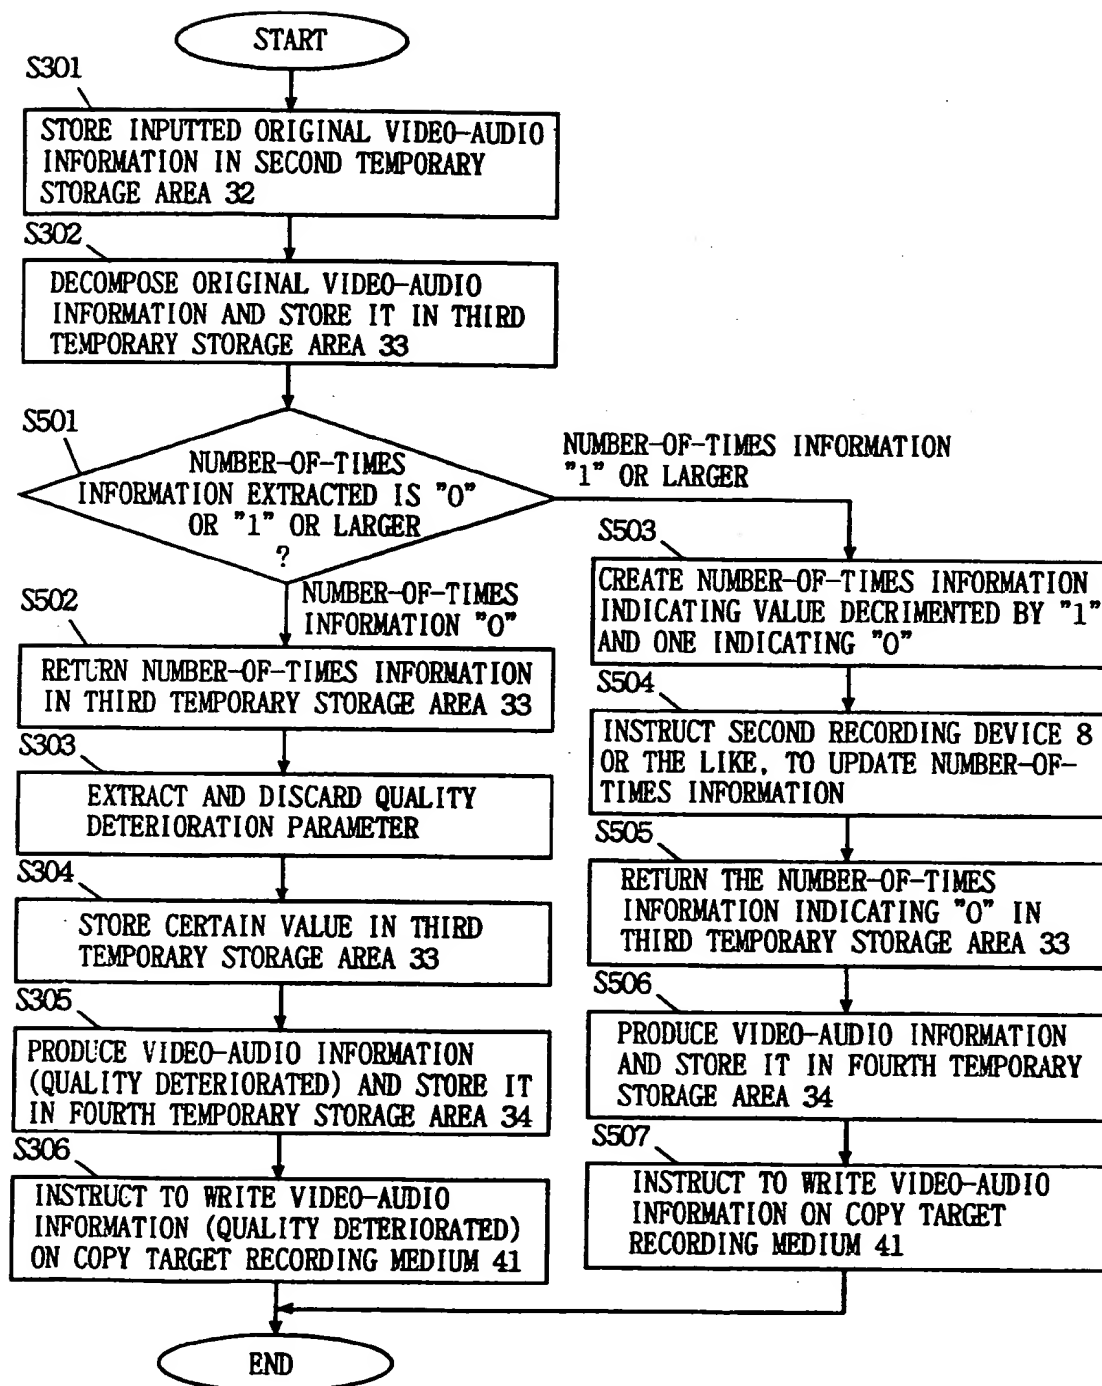 START
S301
STORE INPUTTED ORIGINAL VIDEO-AUDIO
INFORMATION IN SECOND TEMPORARY
STORAGE AREA 32
S302
DECOMPOSE ORIGINAL VIDEO-AUDIO
INFORMATION AND STORE IT IN THIRD
TEMPORARY STORAGE AREA 33
S501
NUMBER-OF-TIMES
INFORMATION EXTRACTED IS "0"
OR "1" OR LARGER
?
NUMBER-OF-TIMES INFORMATION
"1" OR LARGER
NUMBER-OF-TIMES
INFORMATION "0"
S502
RETURN NUMBER-OF-TIMES INFORMATION
IN THIRD TEMPORARY STORAGE AREA 33
S303
EXTRACT AND DISCARD QUALITY
DETERIORATION PARAMETER
S304
STORE CERTAIN VALUE IN THIRD
TEMPORARY STORAGE AREA 33
S305
PRODUCE VIDEO-AUDIO INFORMATION
(QUALITY DETERIORATED) AND STORE IT
IN FOURTH TEMPORARY STORAGE AREA 34
S306
INSTRUCT TO WRITE VIDEO-AUDIO
INFORMATION (QUALITY DETERIORATED)
ON COPY TARGET RECORDING MEDIUM 41
S503
CREATE NUMBER-OF-TIMES INFORMATION
INDICATING VALUE DECRIMENTED BY "1"
AND ONE INDICATING "0"
S504
INSTRUCT SECOND RECORDING DEVICE 8
OR THE LIKE, TO UPDATE NUMBER-OF-
TIMES INFORMATION
S505
RETURN THE NUMBER-OF-TIMES
INFORMATION INDICATING "0" IN
THIRD TEMPORARY STORAGE AREA 33
S506
PRODUCE VIDEO-AUDIO INFORMATION
AND STORE IT IN FOURTH TEMPORARY
STORAGE AREA 34
S507
INSTRUCT TO WRITE VIDEO-AUDIO
INFORMATION ON COPY TARGET
RECORDING MEDIUM 41
END